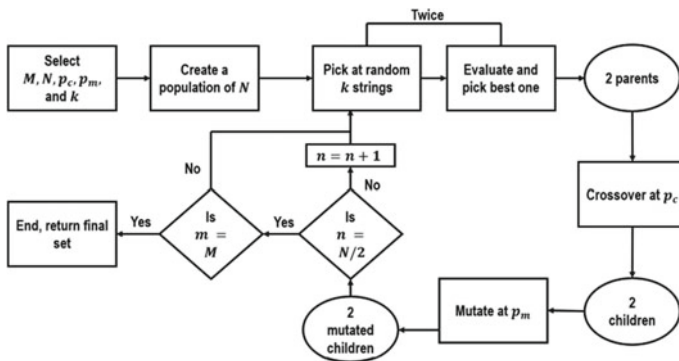 Twice
Select
M, N, p_c, p_m,
and k
Create a
population of N
Pick at random
k strings
Evaluate and
pick best one
2 parents
n = n + 1
No
No
Crossover at p_c
End, return final
set
Yes
Is
m =
M
Yes
Is
n =
N/2
2
mutated
children
Mutate at p_m
2
children